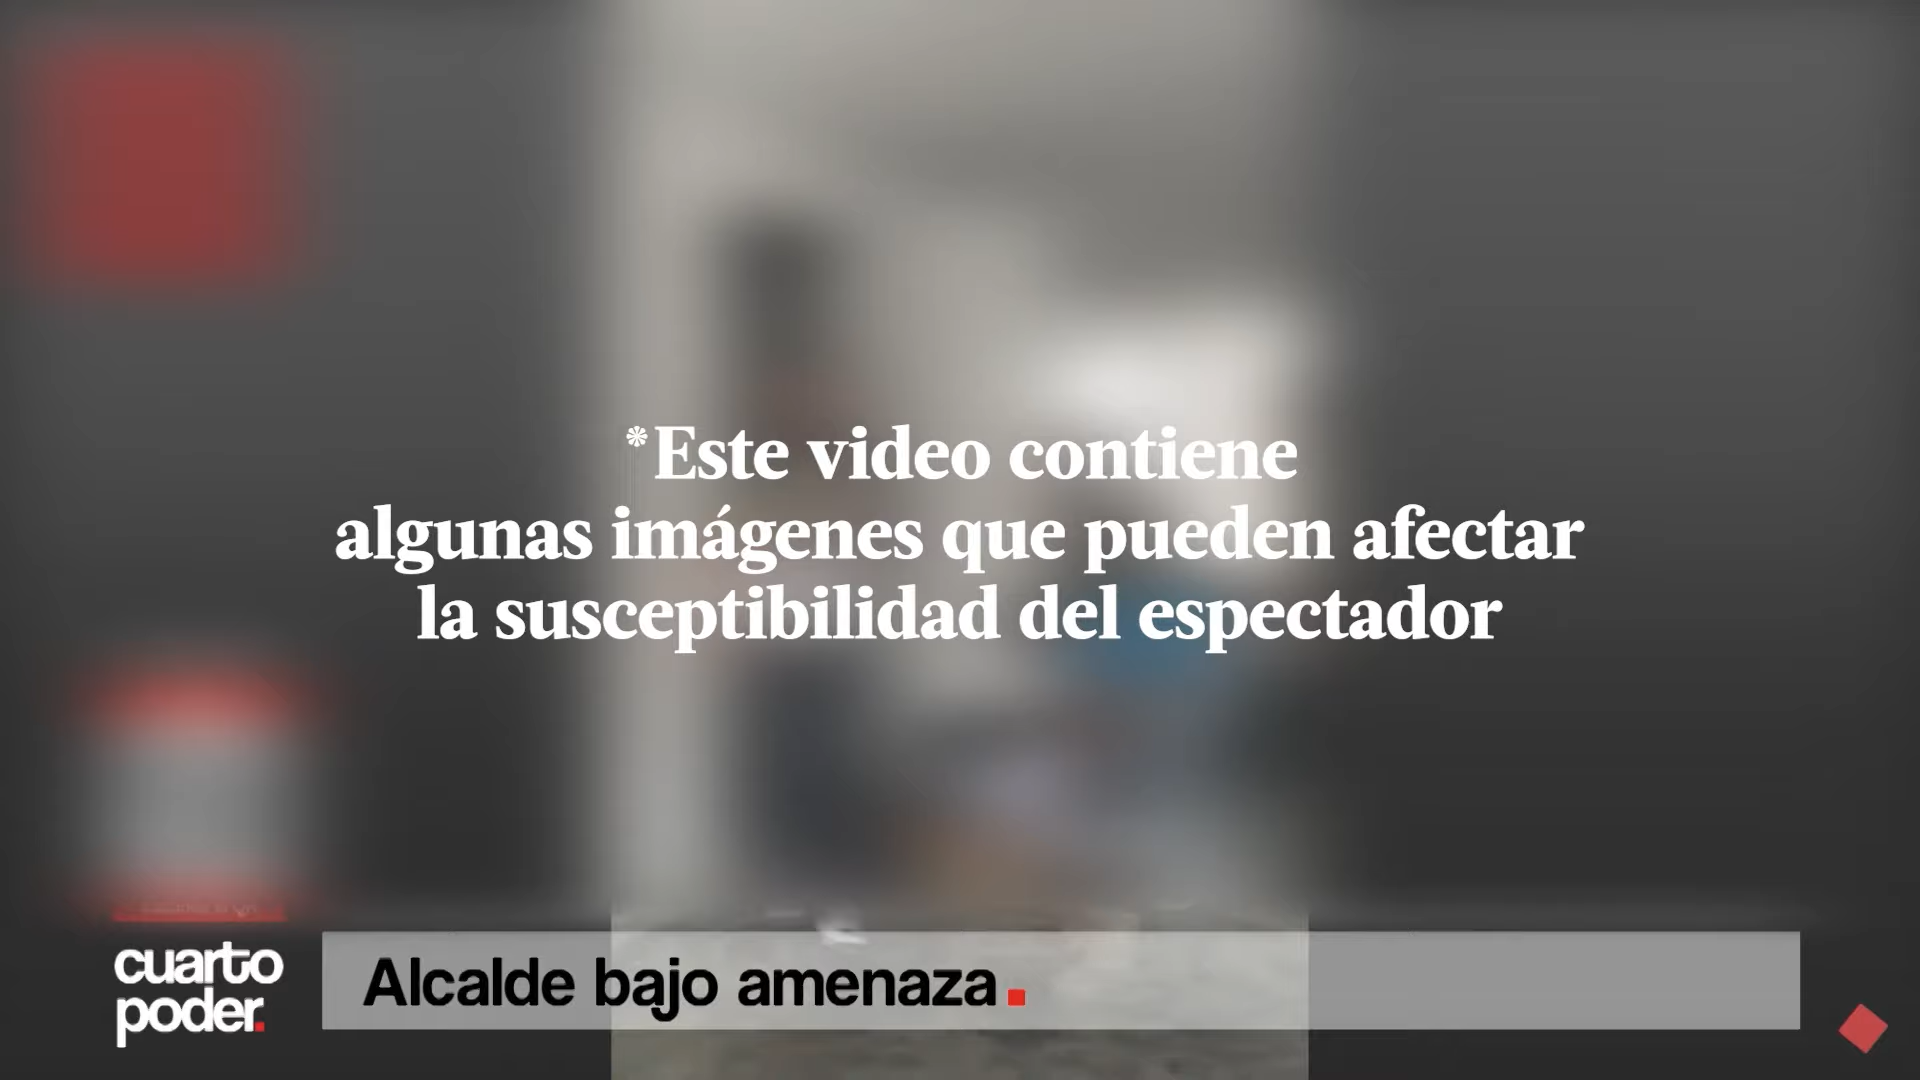 *Este video contiene
algunas imágenes que pueden afectar
la susceptibilidad del espectador
cuarto
poder.
Alcalde bajo amenaza.